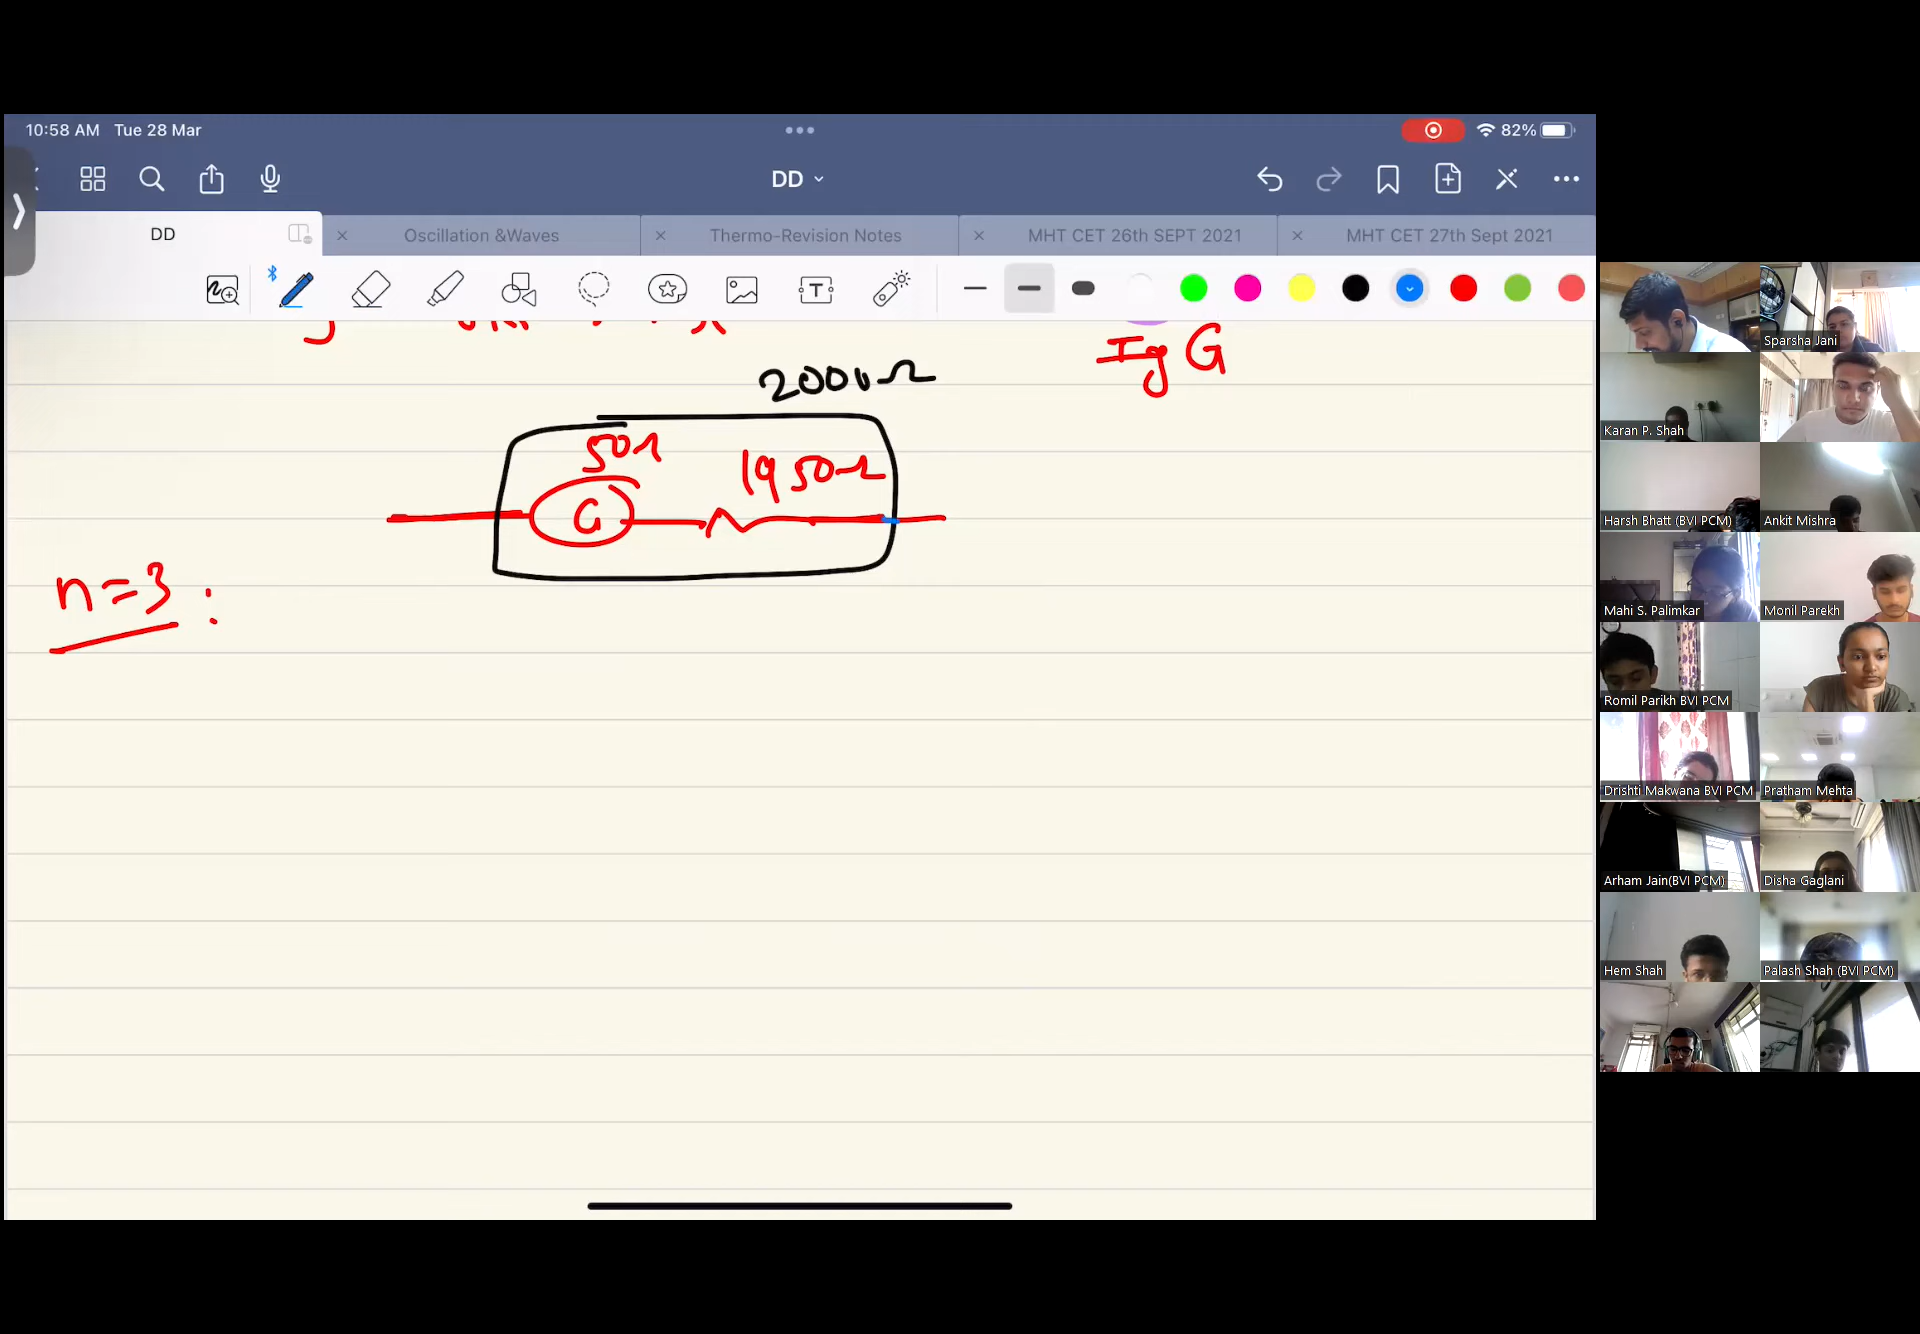 10:58 AM Tue 28 Mar
82%
DD
DD
Oscillation &Waves
Thermo-Revision Notes
MHT CET 26th SEPT 2021
MHT CET 27th Sept 2021
T
Ig G
2000Ω
50Ω
1950Ω
G
n=3 :
Sparsha Jani
Karan P. Shah
Harsh Bhatt (BVI PCM)
Ankit Mishra
Mahi S. Palimkar
Monil Parekh
Romil Parikh BVI PCM
Drishti Makwana BVI PCM
Pratham Mehta
Arham Jain(BVI PCM)
Disha Gaglani
Hem Shah
Palash Shah (BVI PCM)